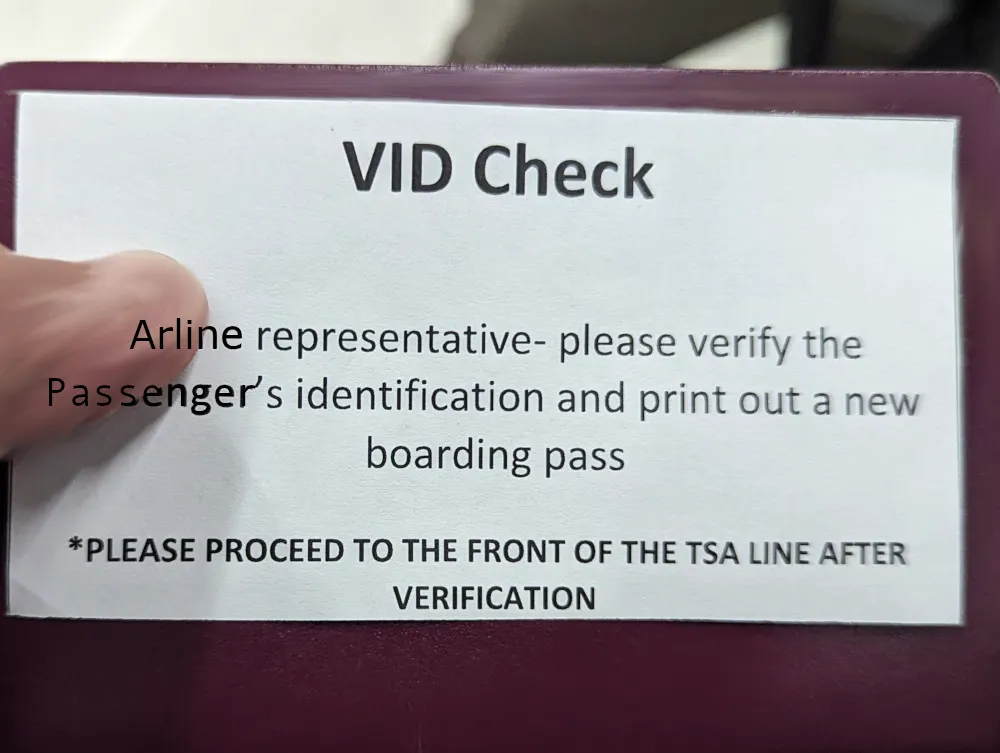 VID Check
Arline representative- please verify the
Passenger's identification and print out a new
boarding pass
*PLEASE PROCEED TO THE FRONT OF THE TSA LINE AFTER
VERIFICATION